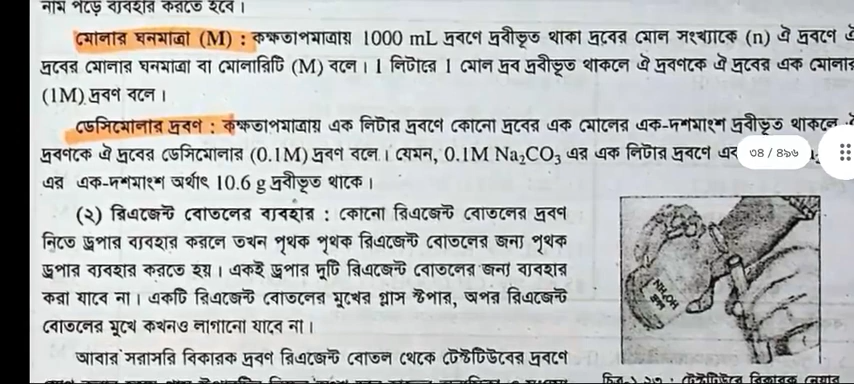 নাম পড়ে ব্যবহার করতে হবে।
মোলার ঘনমাত্রা (M) : কক্ষতাপমাত্রায় 1000 mL দ্রবণে দ্রবীভূত থাকা দ্রবের মোল সংখ্যাকে (n) ঐ দ্রবণে ঐ
দ্রবের মোলার ঘনমাত্রা বা মোলারিটি (M) বলে। 1 লিটারে 1 মোল দ্রব দ্রবীভূত থাকলে ঐ দ্রবণকে ঐ দ্রবের এক মোলার
(1M) দ্রবণ বলে।
ডেসিমোলার দ্রবণ : কক্ষতাপমাত্রায় এক লিটার দ্রবণে কোনো দ্রবের এক মোলের এক-দশমাংশ দ্রবীভূত থাকলে
দ্রবণকে ঐ দ্রবের ডেসিমোলার (0.1M) দ্রবণ বলে। যেমন, 0.1M Na₂CO₃ এর এক লিটার দ্রবণে
৩৪ / ৪৯৬
এর এক-দশমাংশ অর্থাৎ 10.6 g দ্রবীভূত থাকে।
(২) রিএজেন্ট বোতলের ব্যবহার : কোনো রিএজেন্ট বোতলের দ্রবণ
নিতে ড্রপার ব্যবহার করলে তখন পৃথক পৃথক রিএজেন্ট বোতলের জন্য পৃথক
ড্রপার ব্যবহার করতে হয়। একই ড্রপার দুটি রিএজেন্ট বোতলের জন্য ব্যবহার
করা যাবে না। একটি রিএজেন্ট বোতলের মুখের গ্লাস স্টপার, অপর রিএজেন্ট
বোতলের মুখে কখনও লাগানো যাবে না।
NH₄OH
আবার সরাসরি বিকারক দ্রবণ রিএজেন্ট বোতল থেকে টেস্টটিউবের দ্রবণে